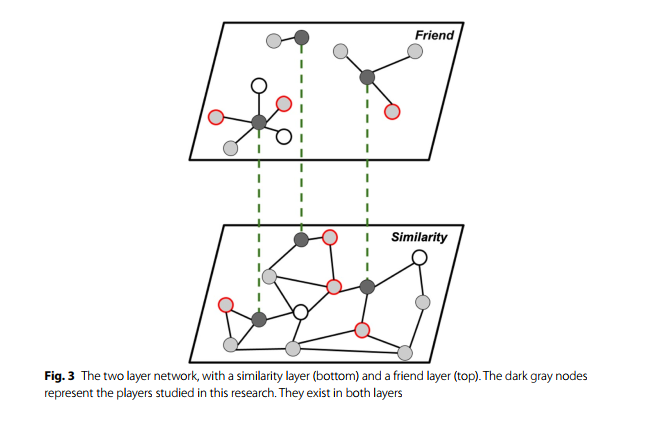 Friend
Similarity
Fig. 3 The two layer network, with a similarity layer (bottom) and a friend layer (top). The dark gray nodes
represent the players studied in this research. They exist in both layers